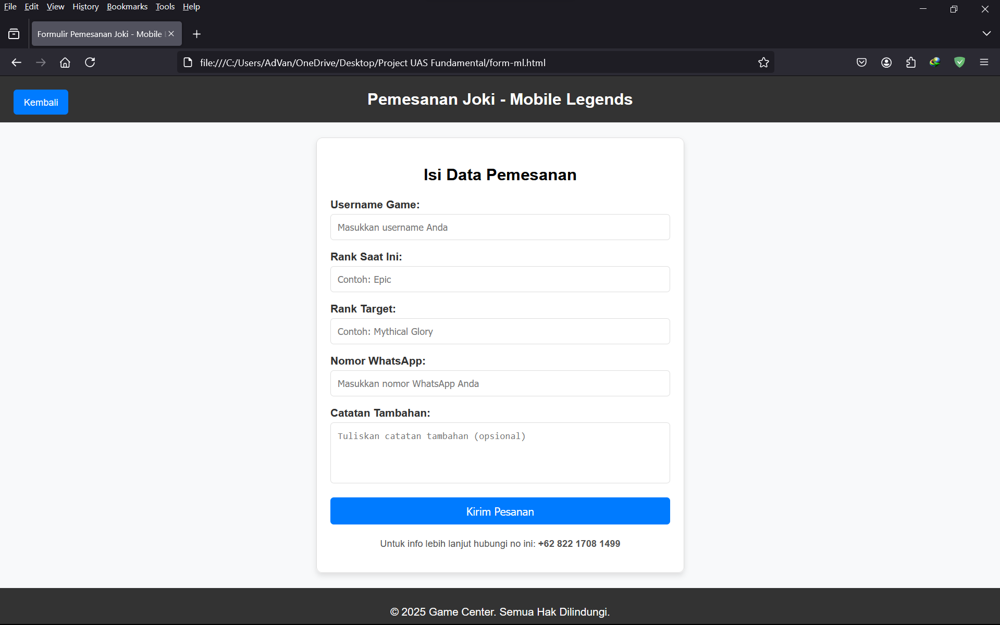 File Edit View History Bookmarks Tools Help
Formulir Pemesanan Joki - Mobile
file:///C:/Users/AdVan/OneDrive/Desktop/Project UAS Fundamental/form-ml.html
Kembali
Pemesanan Joki - Mobile Legends
Isi Data Pemesanan
Username Game:
Masukkan username Anda
Rank Saat Ini:
Contoh: Epic
Rank Target:
Contoh: Mythical Glory
Nomor WhatsApp:
Masukkan nomor WhatsApp Anda
Catatan Tambahan:
Tuliskan catatan tambahan (opsional)
Kirim Pesanan
Untuk info lebih lanjut hubungi no ini: +62 822 1708 1499
© 2025 Game Center. Semua Hak Dilindungi.